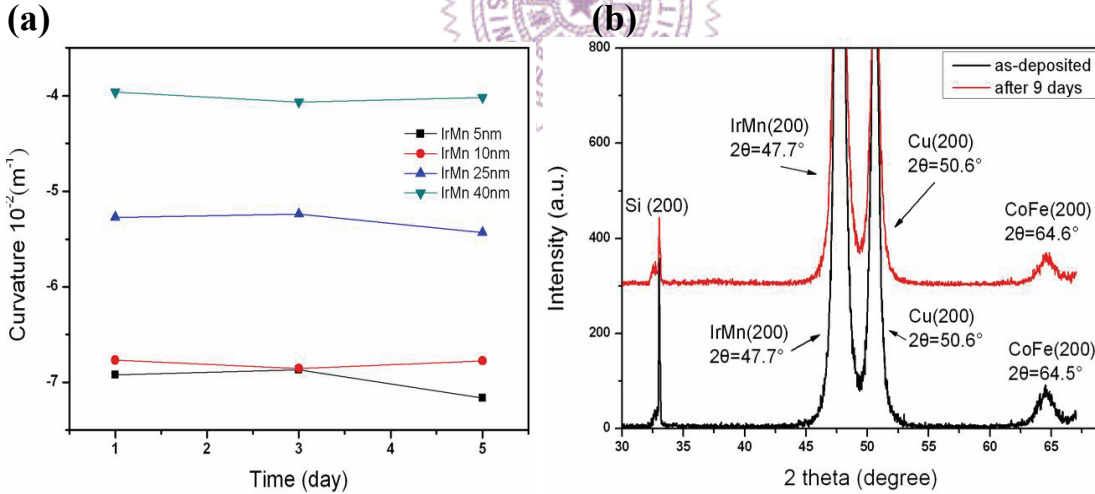 (a)
Curvature 10⁻²(m⁻¹)
-4
-5
-6
-7
IrMn 5nm
IrMn 10nm
IrMn 25nm
IrMn 40nm
1 2 3 4 5
Time (day)
(b)
Intensity (a.u.)
800
600
400
200
0
as-deposited
after 9 days
IrMn(200)
2θ=47.7°
Cu(200)
2θ=50.6°
Si (200)
CoFe(200)
2θ=64.6°
IrMn(200)
2θ=47.7°
Cu(200)
2θ=50.6°
CoFe(200)
2θ=64.5°
30 35 40 45 50 55 60 65
2 theta (degree)